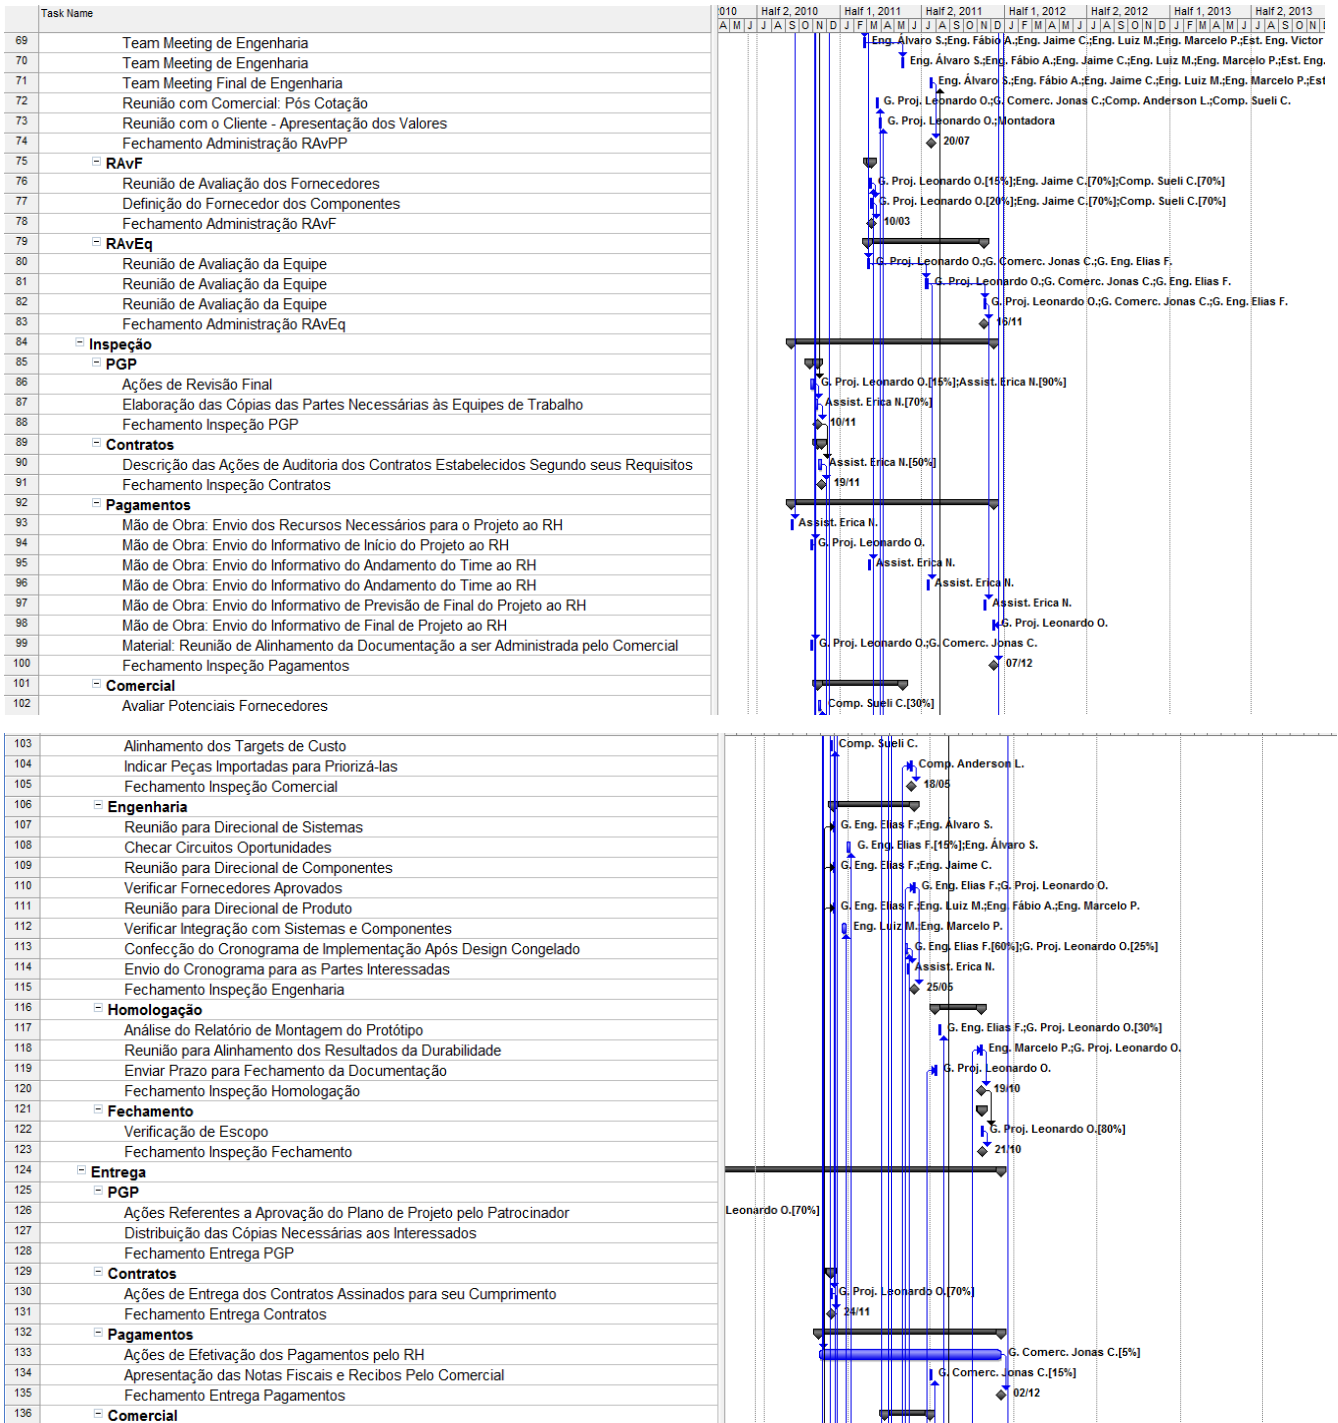 Task Name
2010 Half 2, 2010 Half 1, 2011 Half 2, 2011 Half 1, 2012 Half 2, 2012 Half 1, 2013 Half 2, 2013
A M J J A S O N D J F M A M J J A S O N D J F M A M J J A S O N D J F M A M J J A S O N
69 Team Meeting de Engenharia Eng. Álvaro S.;Eng. Fábio A.;Eng. Jaime C.;Eng. Luiz M.;Eng. Marcelo P.;Est. Eng. Victor
70 Team Meeting de Engenharia Eng. Álvaro S.;Eng. Fábio A.;Eng. Jaime C.;Eng. Luiz M.;Eng. Marcelo P.;Est. Eng.
71 Team Meeting Final de Engenharia Eng. Álvaro S.;Eng. Fábio A.;Eng. Jaime C.;Eng. Luiz M.;Eng. Marcelo P.;Est
72 Reunião com Comercial: Pós Cotação G. Proj. Leonardo O.;G. Comerc. Jonas C.;Comp. Anderson L.;Comp. Sueli C.
73 Reunião com o Cliente - Apresentação dos Valores G. Proj. Leonardo O.;Montadora
74 Fechamento Administração RAvPP 20/07
75 RAvF
76 Reunião de Avaliação dos Fornecedores G. Proj. Leonardo O.[15%];Eng. Jaime C.[70%];Comp. Sueli C.[70%]
77 Definição do Fornecedor dos Componentes G. Proj. Leonardo O.[20%];Eng. Jaime C.[70%];Comp. Sueli C.[70%]
78 Fechamento Administração RAvF 10/03
79 RAvEq
80 Reunião de Avaliação da Equipe G. Proj. Leonardo O.;G. Comerc. Jonas C.;G. Eng. Elias F.
81 Reunião de Avaliação da Equipe G. Proj. Leonardo O.;G. Comerc. Jonas C.;G. Eng. Elias F.
82 Reunião de Avaliação da Equipe G. Proj. Leonardo O.;G. Comerc. Jonas C.;G. Eng. Elias F.
83 Fechamento Administração RAvEq 16/11
84 Inspeção
85 PGP
86 Ações de Revisão Final G. Proj. Leonardo O.[15%];Assist. Erica N.[90%]
87 Elaboração das Cópias das Partes Necessárias às Equipes de Trabalho Assist. Erica N.[70%]
88 Fechamento Inspeção PGP 10/11
89 Contratos
90 Descrição das Ações de Auditoria dos Contratos Estabelecidos Segundo seus Requisitos Assist. Erica N.[50%]
91 Fechamento Inspeção Contratos 19/11
92 Pagamentos
93 Mão de Obra: Envio dos Recursos Necessários para o Projeto ao RH Assist. Erica N.
94 Mão de Obra: Envio do Informativo de Início do Projeto ao RH G. Proj. Leonardo O.
95 Mão de Obra: Envio do Informativo do Andamento do Time ao RH Assist. Erica N.
96 Mão de Obra: Envio do Informativo do Andamento do Time ao RH Assist. Erica N.
97 Mão de Obra: Envio do Informativo de Previsão de Final do Projeto ao RH Assist. Erica N.
98 Mão de Obra: Envio do Informativo de Final de Projeto ao RH G. Proj. Leonardo O.
99 Material: Reunião de Alinhamento da Documentação a ser Administrada pelo Comercial G. Proj. Leonardo O.;G. Comerc. Jonas C.
100 Fechamento Inspeção Pagamentos 07/12
101 Comercial
102 Avaliar Potenciais Fornecedores Comp. Sueli C.[30%]
103 Alinhamento dos Targets de Custo Comp. Sueli C.
104 Indicar Peças Importadas para Priorizá-las Comp. Anderson L.
105 Fechamento Inspeção Comercial 18/05
106 Engenharia
107 Reunião para Direcional de Sistemas G. Eng. Elias F.;Eng. Álvaro S.
108 Checar Circuitos Oportunidades G. Eng. Elias F.[15%];Eng. Álvaro S.
109 Reunião para Direcional de Componentes G. Eng. Elias F.;Eng. Jaime C.
110 Verificar Fornecedores Aprovados G. Eng. Elias F.;G. Proj. Leonardo O.
111 Reunião para Direcional de Produto G. Eng. Elias F.;Eng. Luiz M.;Eng. Fábio A.;Eng. Marcelo P.
112 Verificar Integração com Sistemas e Componentes Eng. Luiz M.;Eng. Marcelo P.
113 Confecção do Cronograma de Implementação Após Design Congelado G. Eng. Elias F.[60%];G. Proj. Leonardo O.[25%]
114 Envio do Cronograma para as Partes Interessadas Assist. Erica N.
115 Fechamento Inspeção Engenharia 25/05
116 Homologação
117 Análise do Relatório de Montagem do Protótipo G. Eng. Elias F.;G. Proj. Leonardo O.[30%]
118 Reunião para Alinhamento dos Resultados da Durabilidade Eng. Marcelo P.;G. Proj. Leonardo O.
119 Enviar Prazo para Fechamento da Documentação G. Proj. Leonardo O.
120 Fechamento Inspeção Homologação 19/10
121 Fechamento
122 Verificação de Escopo G. Proj. Leonardo O.[80%]
123 Fechamento Inspeção Fechamento 21/10
124 Entrega
125 PGP
126 Ações Referentes a Aprovação do Plano de Projeto pelo Patrocinador Leonardo O.[70%]
127 Distribuição das Cópias Necessárias aos Interessados
128 Fechamento Entrega PGP
129 Contratos
130 Ações de Entrega dos Contratos Assinados para seu Cumprimento G. Proj. Leonardo O.[70%]
131 Fechamento Entrega Contratos 24/11
132 Pagamentos
133 Ações de Efetivação dos Pagamentos pelo RH G. Comerc. Jonas C.[5%]
134 Apresentação das Notas Fiscais e Recibos Pelo Comercial G. Comerc. Jonas C.[15%]
135 Fechamento Entrega Pagamentos 02/12
136 Comercial